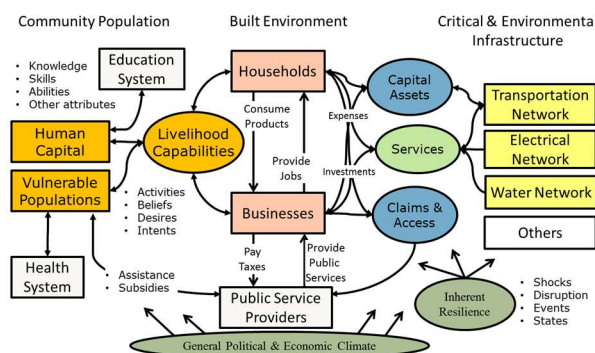 Community Population
Built Environment
Critical & Environmental
Infrastructure
• Knowledge
• Skills
• Abilities
• Other attributes
Education
System
Households
Capital
Assets
Transportation
Network
Consume
Products
Expenses
Human
Capital
Livelihood
Capabilities
Services
Electrical
Network
Provide
Jobs
Investments
Vulnerable
Populations
Water Network
• Activities
• Beliefs
• Desires
• Intents
Businesses
Claims &
Access
Others
Pay
Taxes
Provide
Public
Services
Health
System
• Assistance
• Subsidies
Public Service
Providers
Inherent
Resilience
• Shocks
• Disruption
• Events
• States
General Political & Economic Climate